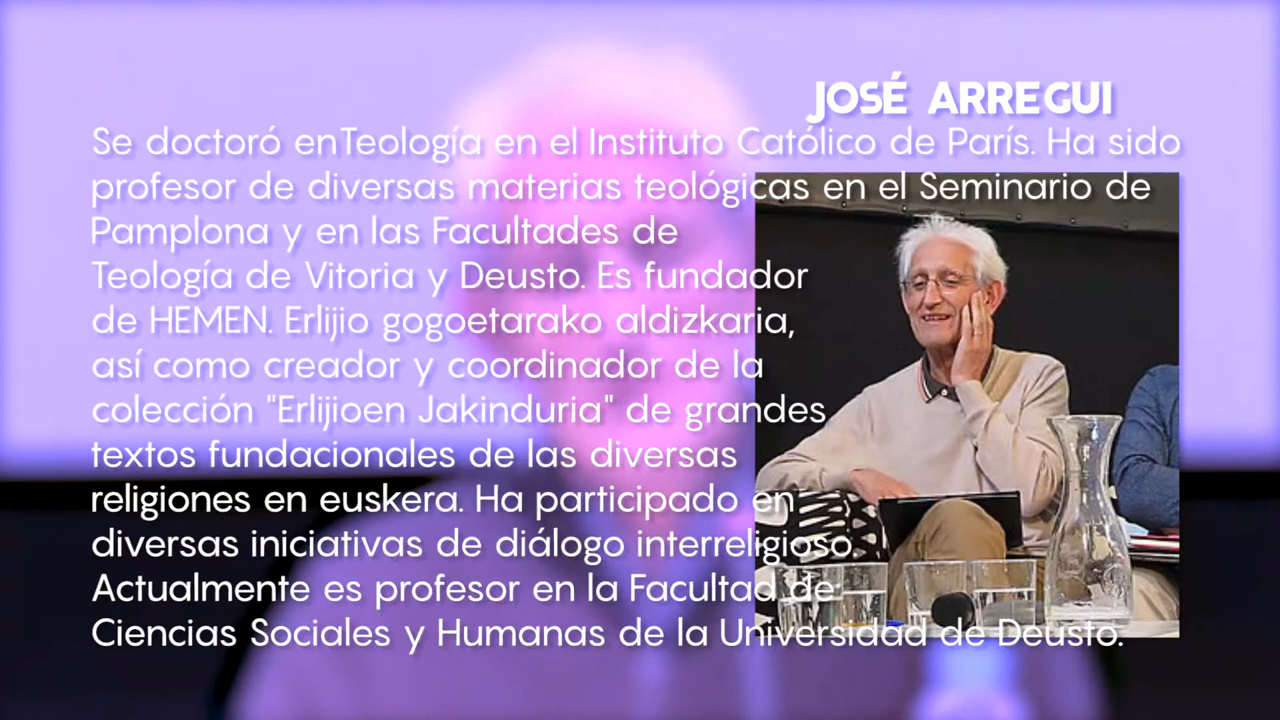 JOSÉ ARREGUI
Se doctoró enTeología en el Instituto Católico de París. Ha sido
profesor de diversas materias teológicas en el Seminario de
Pamplona y en las Facultades de
Teología de Vitoria y Deusto. Es fundador
de HEMEN. Erlijio gogoetarako aldizkaria,
así como creador y coordinador de la
colección "Erlijioen Jakinduria" de grandes
textos fundacionales de las diversas
religiones en euskera. Ha participado en
diversas iniciativas de diálogo interreligioso.
Actualmente es profesor en la Facultad de
Ciencias Sociales y Humanas de la Universidad de Deusto.